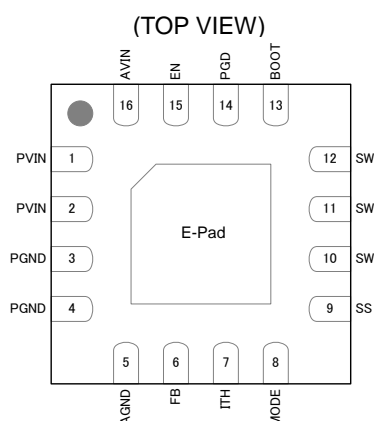 (TOP VIEW)
AVIN
EN
PGD
BOOT
16
15
14
13
PVIN 1
12 SW
PVIN 2
11 SW
E-Pad
PGND 3
10 SW
PGND 4
9 SS
5
6
7
8
AGND
FB
ITH
MODE